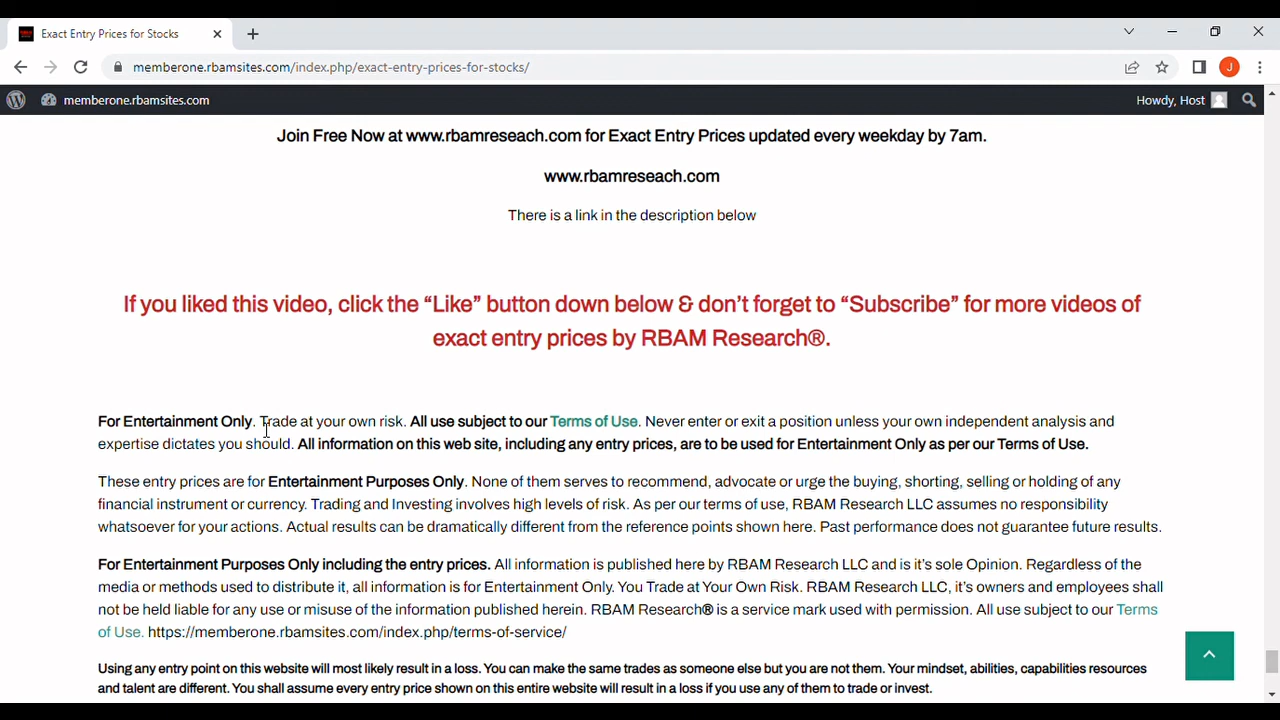 Exact Entry Prices for Stocks
memberone.rbamsites.com/index.php/exact-entry-prices-for-stocks/
J
memberone.rbamsites.com
Howdy, Host
Join Free Now at www.rbamreseach.com for Exact Entry Prices updated every weekday by 7am.
www.rbamreseach.com
There is a link in the description below
If you liked this video, click the “Like” button down below & don’t forget to “Subscribe” for more videos of
exact entry prices by RBAM Research®.
For Entertainment Only. Trade at your own risk. All use subject to our Terms of Use. Never enter or exit a position unless your own independent analysis and
expertise dictates you should. All information on this web site, including any entry prices, are to be used for Entertainment Only as per our Terms of Use.
These entry prices are for Entertainment Purposes Only. None of them serves to recommend, advocate or urge the buying, shorting, selling or holding of any
financial instrument or currency. Trading and Investing involves high levels of risk. As per our terms of use, RBAM Research LLC assumes no responsibility
whatsoever for your actions. Actual results can be dramatically different from the reference points shown here. Past performance does not guarantee future results.
For Entertainment Purposes Only including the entry prices. All information is published here by RBAM Research LLC and is it’s sole Opinion. Regardless of the
media or methods used to distribute it, all information is for Entertainment Only. You Trade at Your Own Risk. RBAM Research LLC, it’s owners and employees shall
not be held liable for any use or misuse of the information published herein. RBAM Research® is a service mark used with permission. All use subject to our Terms
of Use. https://memberone.rbamsites.com/index.php/terms-of-service/
Using any entry point on this website will most likely result in a loss. You can make the same trades as someone else but you are not them. Your mindset, abilities, capabilities resources
and talent are different. You shall assume every entry price shown on this entire website will result in a loss if you use any of them to trade or invest.